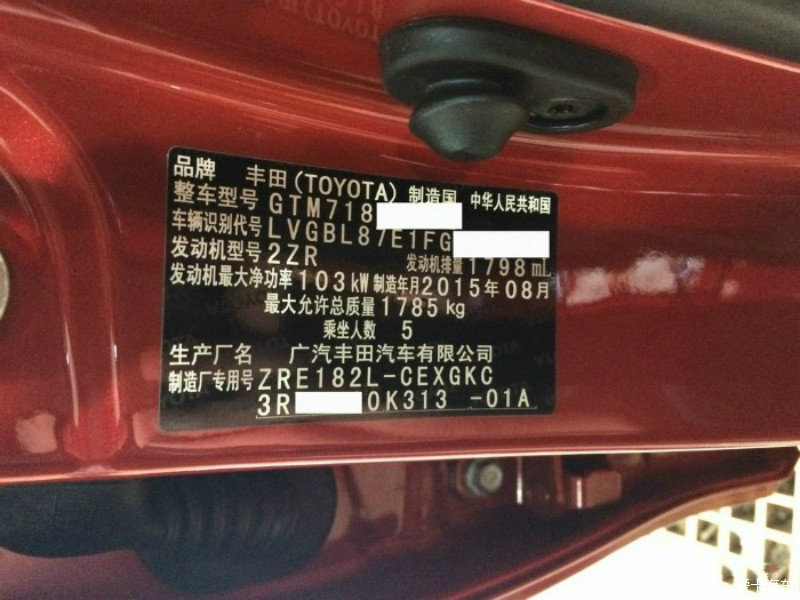 品牌 丰田(TOYOTA) 制造国 中华人民共和国
整车型号 GTM718
车辆识别代号 LVGBL87E1FG
发动机型号 2ZR 发动机排量 1798 mL
发动机最大净功率 103 kW 制造年月 2015年08月
最大允许总质量 1785 kg
乘坐人数 5
生产厂名 广汽丰田汽车有限公司
制造厂专用号 ZRE182L-CEXGKC
3R 0K313 -01A